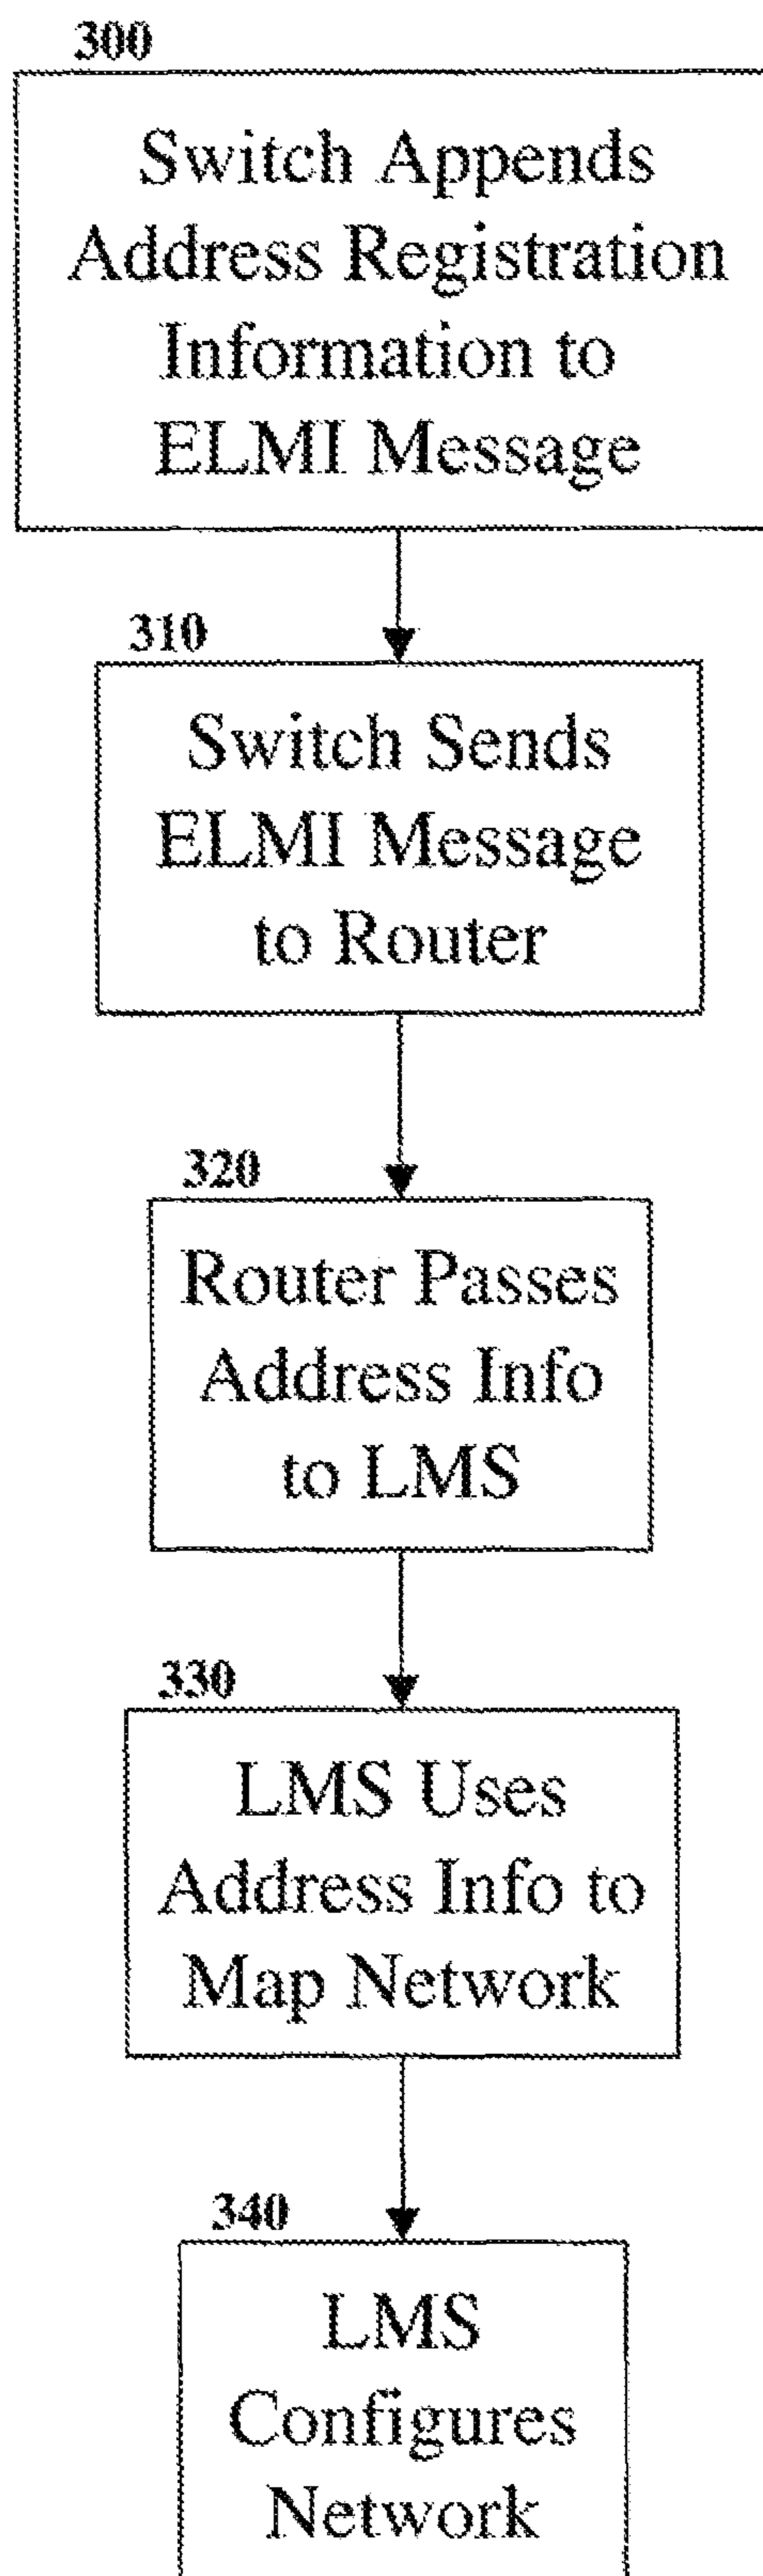 300
Switch Appends
Address Registration
Information to
ELMI Message
310
Switch Sends
ELMI Message
to Router
320
Router Passes
Address Info
to LMS
330
LMS Uses
Address Info to
Map Network
340
LMS
Configures
Network